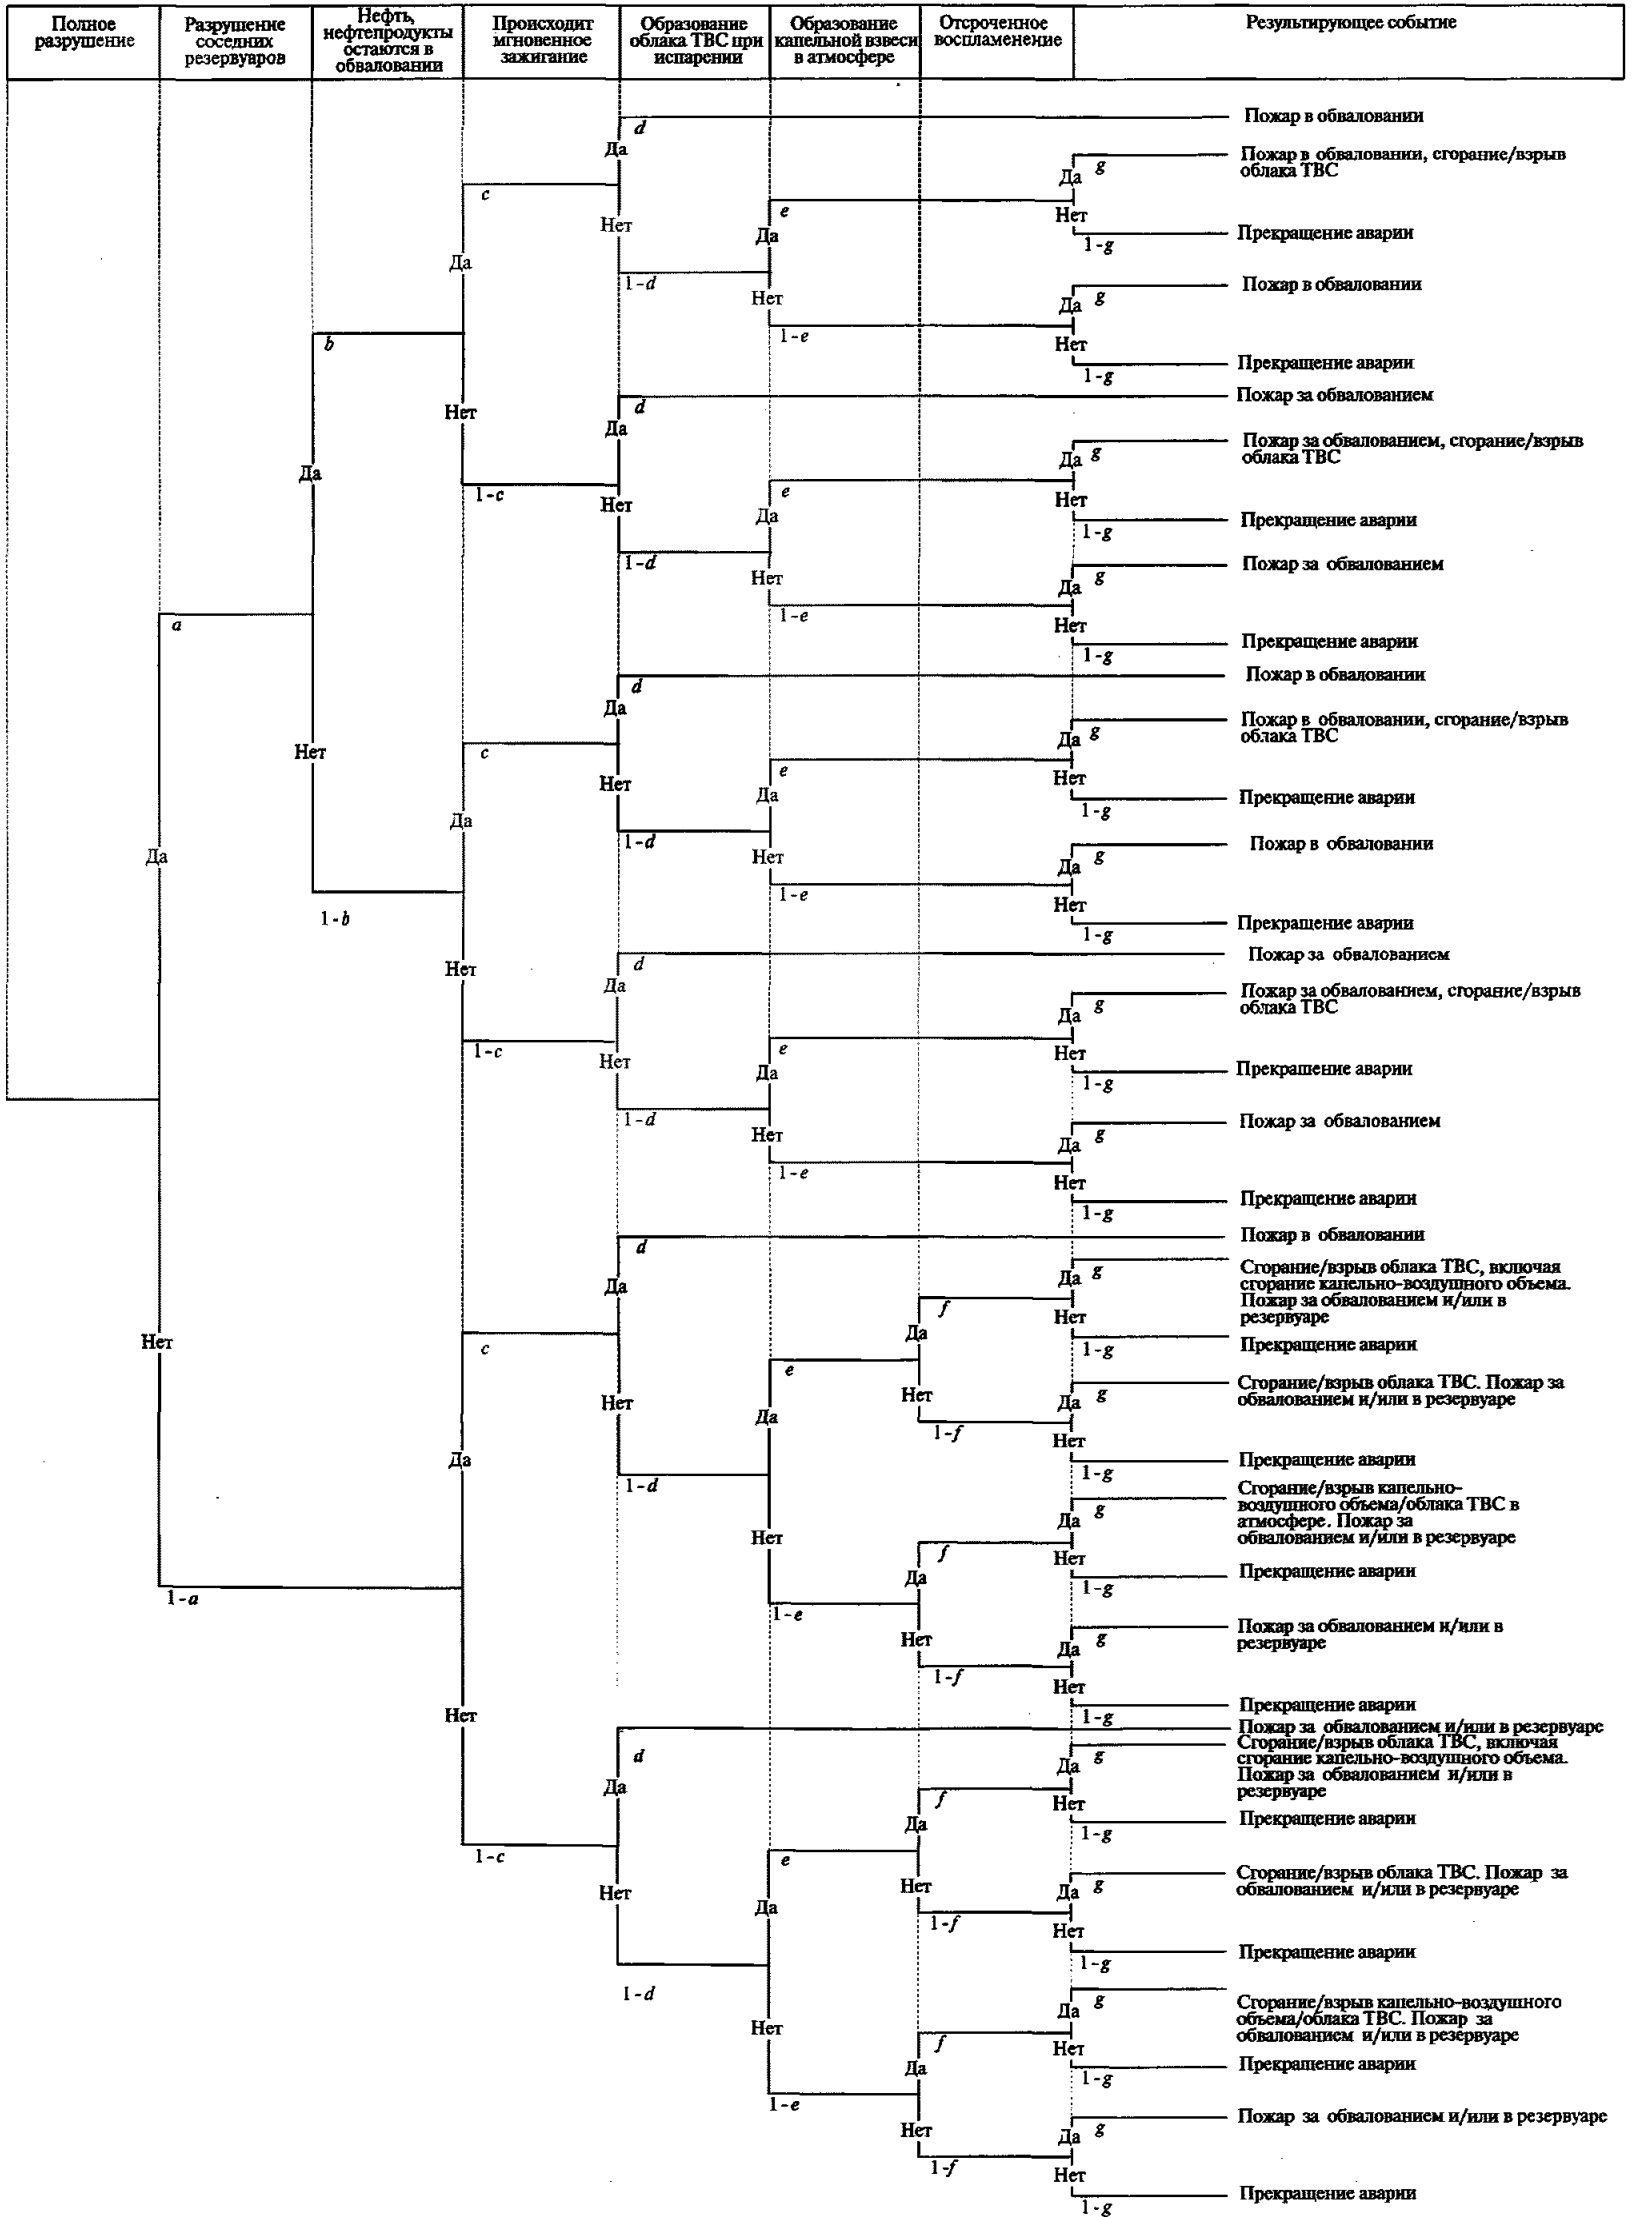 Полное
разрушение
Разрушение
соседних
резервуаров
Нефть,
нефтепродукты
остаются в
обваловании
Происходит
мгновенное
зажигание
Образование
облака ТВС при
испарении
Образование
капельной взвеси
в атмосфере
Отсроченное
воспламенение
Результирующее событие
d
Пожар в обваловании
Да
g
Пожар в обваловании, сгорание/взрыв
облака ТВС
Да
c
e
Нет
Нет
Да
1-g
Прекращение аварии
Да
1-d
Нет
g
Пожар в обваловании
Да
b
1-e
Нет
1-g
Прекращение аварии
d
Пожар за обвалованием
Нет
Да
g
Пожар за обвалованием, сгорание/взрыв
облака ТВС
Да
Да
1-c
e
Нет
Нет
Да
1-g
Прекращение аварии
1-d
Нет
g
Пожар за обвалованием
Да
a
1-e
Нет
1-g
Прекращение аварии
d
Пожар в обваловании
Да
g
Пожар в обваловании, сгорание/взрыв
облака ТВС
Да
Нет
c
e
Нет
Нет
Да
1-g
Прекращение аварии
Да
1-d
Да
Нет
g
Пожар в обваловании
Да
1-e
Нет
1-b
1-g
Прекращение аварии
d
Пожар за обвалованием
Нет
Да
g
Пожар за обвалованием, сгорание/взрыв
облака ТВС
Да
1-c
e
Нет
Нет
Да
1-g
Прекращение аварии
1-d
Нет
g
Пожар за обвалованием
Да
1-e
Нет
1-g
Прекращение аварии
d
Пожар в обваловании
Да
g
Сгорание/взрыв облака ТВС, включая
сгорание капельно-воздушного объема.
Пожар за обвалованием и/или в
резервуаре
Да
f
Нет
Нет
c
Да
1-g
Прекращение аварии
e
g
Сгорание/взрыв облака ТВС. Пожар за
обвалованием и/или в резервуаре
Нет
Нет
Да
Да
1-f
Нет
Да
1-g
Прекращение аварии
1-d
g
Сгорание/взрыв капельно-
воздушного объема/облака ТВС в
атмосфере. Пожар за
обвалованием и/или в резервуаре
Да
Нет
f
Нет
Да
1-g
Прекращение аварии
1-a
1-e
g
Пожар за обвалованием и/или в
резервуаре
Нет
Да
1-f
Нет
Нет
1-g
Прекращение аварии
Пожар за обвалованием и/или в резервуаре
d
g
Сгорание/взрыв облака ТВС, включая
сгорание капельно-воздушного объема.
Пожар за обвалованием и/или в
резервуаре
Да
Да
f
Нет
Да
1-g
Прекращение аварии
1-c
e
g
Сгорание/взрыв облака ТВС. Пожар за
обвалованием и/или в резервуаре
Нет
Нет
Да
Да
1-f
Нет
1-g
Прекращение аварии
1-d
g
Сгорание/взрыв капельно-воздушного
объема/облака ТВС. Пожар за
обвалованием и/или в резервуаре
Да
Нет
f
Нет
Да
1-g
Прекращение аварии
1-e
g
Пожар за обвалованием и/или в резервуаре
Нет
Да
1-f
Нет
1-g
Прекращение аварии